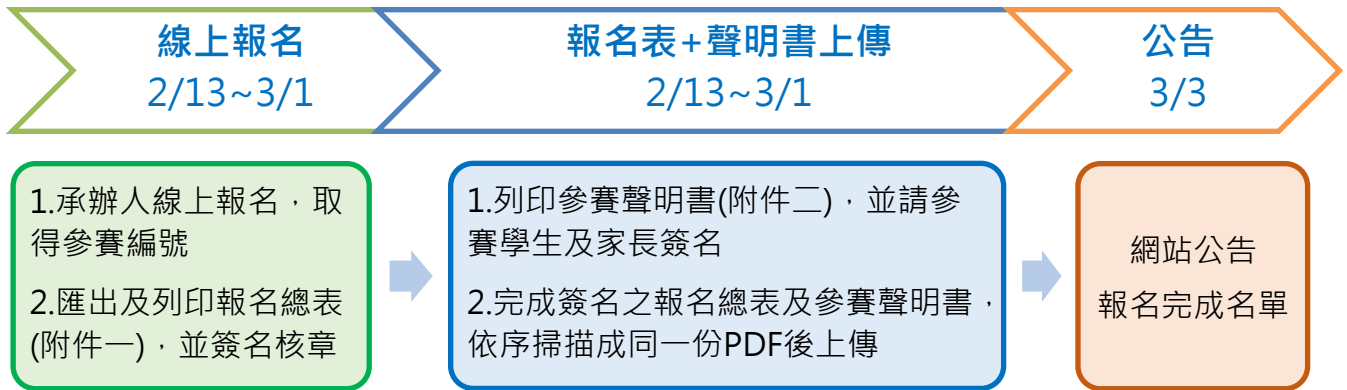 線上報名
2/13~3/1
報名表+聲明書上傳
2/13~3/1
公告
3/3
1.承辦人線上報名，取
得參賽編號
2.匯出及列印報名總表
(附件一)，並簽名核章
1.列印參賽聲明書(附件二)，並請參
賽學生及家長簽名
2.完成簽名之報名總表及參賽聲明書，
依序掃描成同一份PDF後上傳
網站公告
報名完成名單